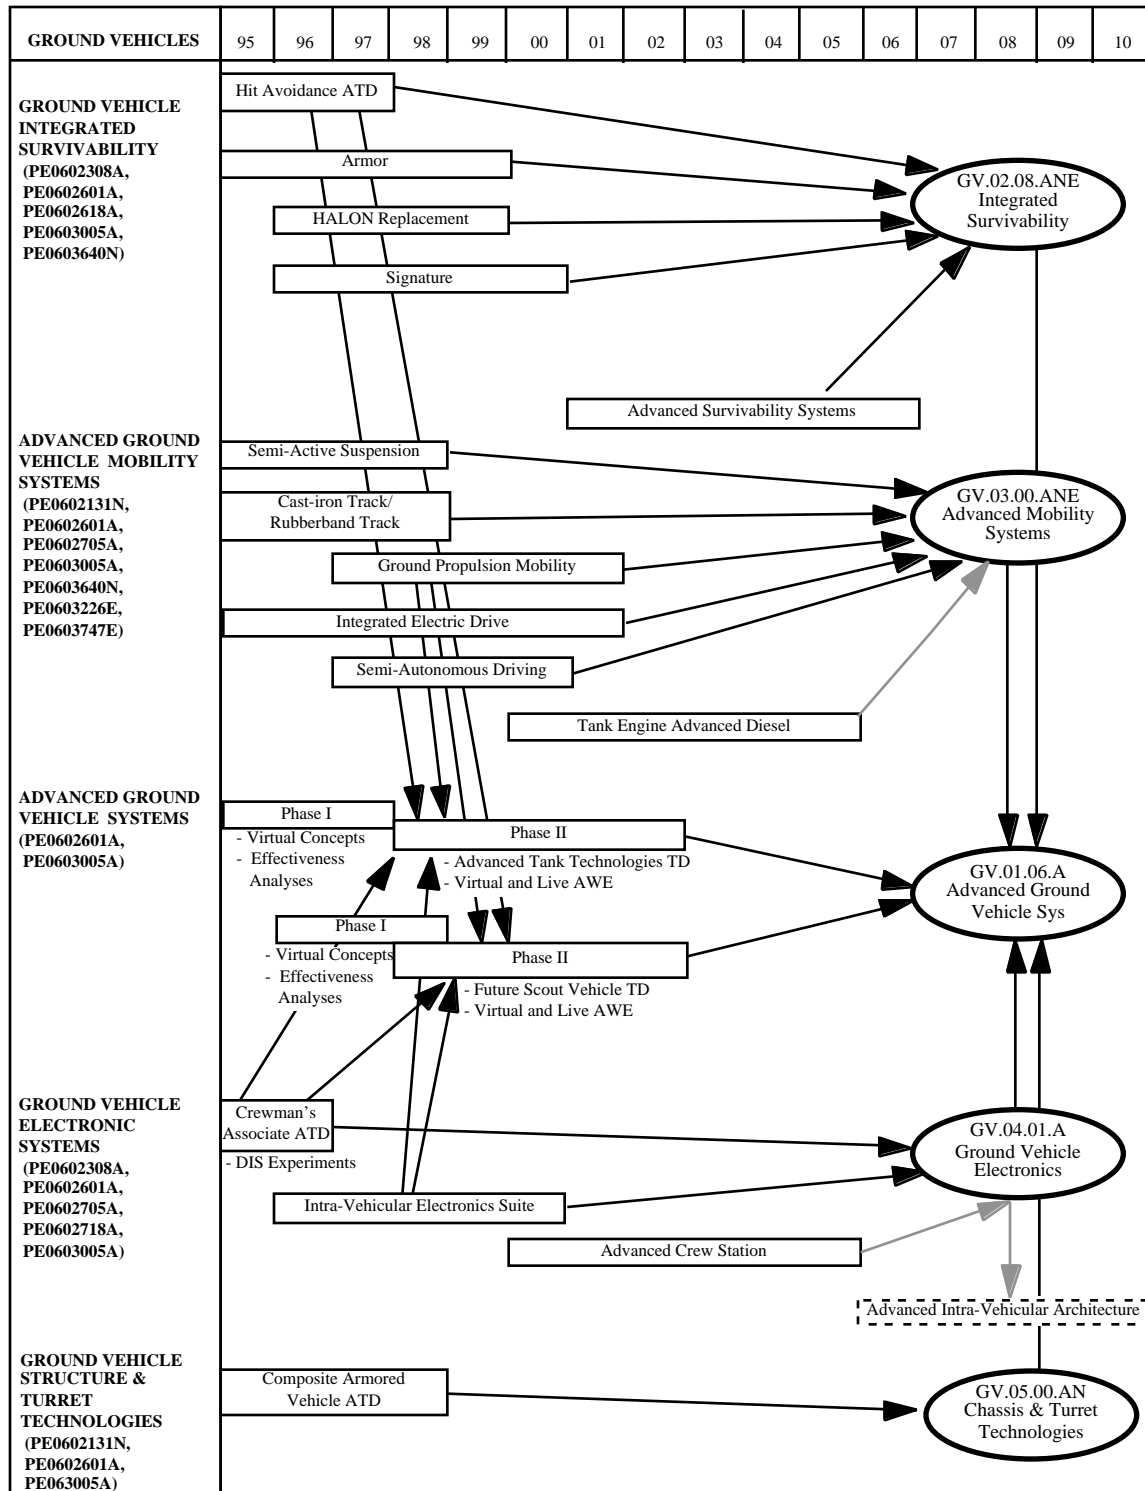 GROUND VEHICLES 95 96 97 98 99 00 01 02 03 04 05 06 07 08 09 10
GROUND VEHICLE
INTEGRATED
SURVIVABILITY
(PE0602308A,
PE0602601A,
PE0602618A,
PE0603005A,
PE0603640N)
Hit Avoidance ATD
Armor
HALON Replacement
Signature
Advanced Survivability Systems
GV.02.08.ANE
Integrated
Survivability
ADVANCED GROUND
VEHICLE MOBILITY
SYSTEMS
(PE0602131N,
PE0602601A,
PE0602705A,
PE0603005A,
PE0603640N,
PE0603226E,
PE0603747E)
Semi-Active Suspension
Cast-iron Track/
Rubberband Track
Ground Propulsion Mobility
Integrated Electric Drive
Semi-Autonomous Driving
Tank Engine Advanced Diesel
GV.03.00.ANE
Advanced Mobility
Systems
ADVANCED GROUND
VEHICLE SYSTEMS
(PE0602601A,
PE0603005A)
Phase I
- Virtual Concepts
- Effectiveness
Analyses
Phase II
- Advanced Tank Technologies TD
- Virtual and Live AWE
Phase I
- Virtual Concepts
- Effectiveness
Analyses
Phase II
- Future Scout Vehicle TD
- Virtual and Live AWE
GV.01.06.A
Advanced Ground
Vehicle Sys
GROUND VEHICLE
ELECTRONIC
SYSTEMS
(PE0602308A,
PE0602601A,
PE0602705A,
PE0602718A,
PE0603005A)
Crewman's
Associate ATD
- DIS Experiments
Intra-Vehicular Electronics Suite
Advanced Crew Station
GV.04.01.A
Ground Vehicle
Electronics
Advanced Intra-Vehicular Architecture
GROUND VEHICLE
STRUCTURE &
TURRET
TECHNOLOGIES
(PE0602131N,
PE0602601A,
PE063005A)
Composite Armored
Vehicle ATD
GV.05.00.AN
Chassis & Turret
Technologies